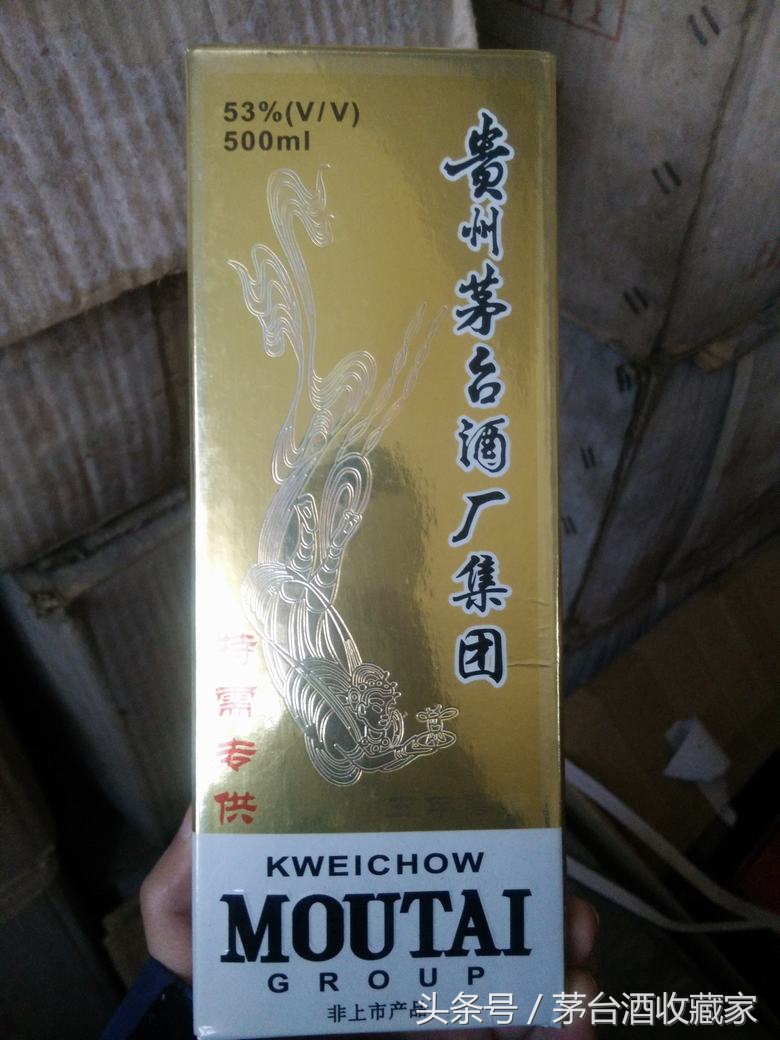 53%(V/V)
500ml
貴州茅台酒厂集团
特需专供
KWEICHOW
MOUTAI
GROUP
非上市产品
头条号 / 茅台酒收藏家